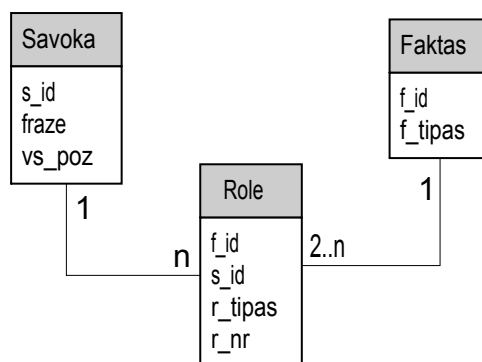 Savoka
s_id
fraze
vs_poz
Faktas
f_id
f_tipas
1
1
Role
f_id
s_id
r_tipas
r_nr
n
2..n